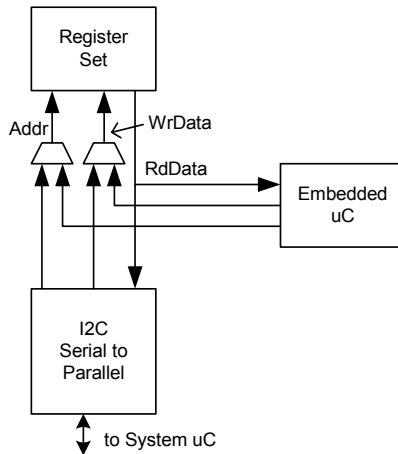 Register
Set
Addr
WrData
RdData
Embedded
uC
I2C
Serial to
Parallel
to System uC